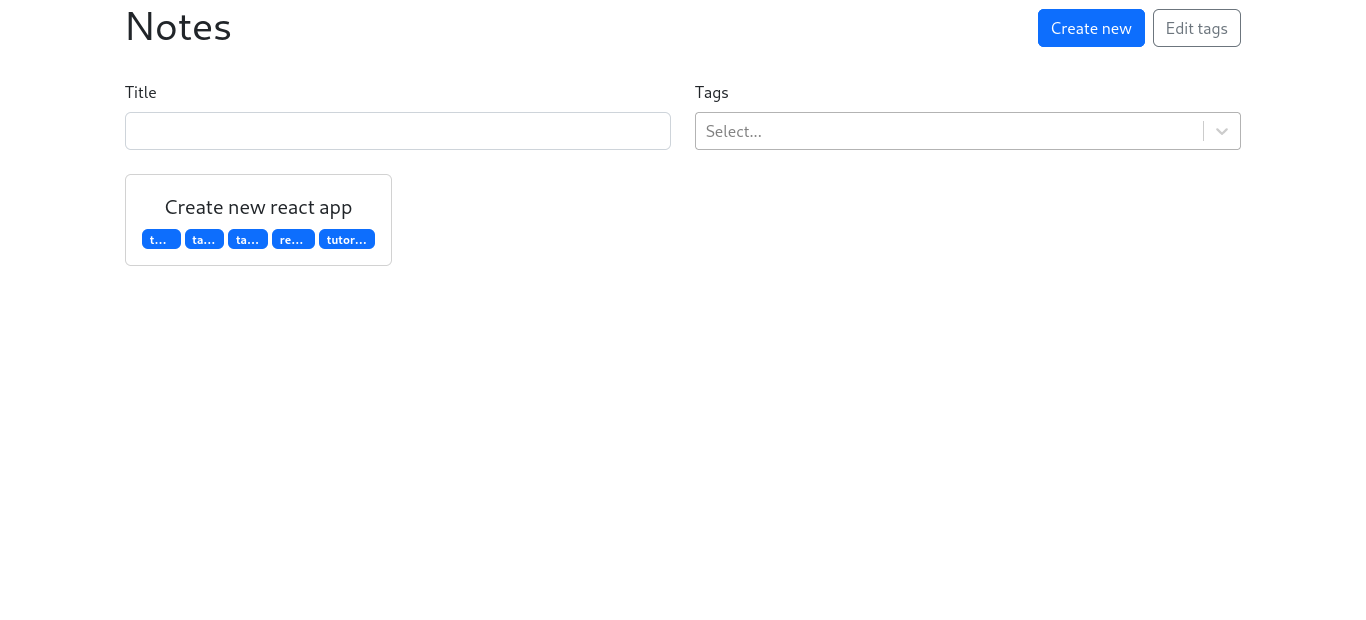 Notes
Create new
Edit tags
Title
Tags
Select...
Create new react app
t... ta... ta... re... tutor...